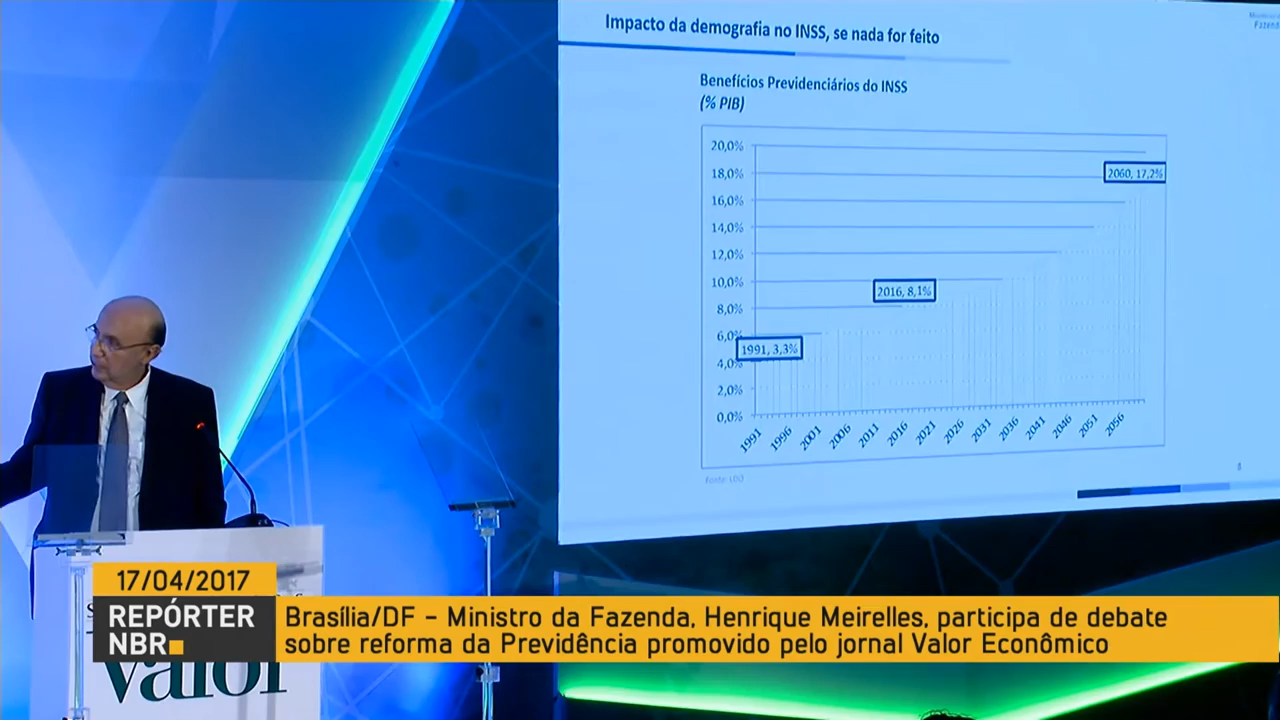 Impacto da demografia no INSS, se nada for feito
Fazenda
Benefícios Previdenciários do INSS
(% PIB)
20,0%
18,0%
16,0%
14,0%
12,0%
10,0%
8,0%
6,0%
4,0%
2,0%
0,0%
2060, 17,2%
2016, 8,1%
1991, 3,3%
1991 1996 2001 2006 2011 2016 2021 2026 2031 2036 2041 2046 2051 2056
Fonte: LDO
8
17/04/2017
REPÓRTER
NBR
Brasília/DF – Ministro da Fazenda, Henrique Meirelles, participa de debate
sobre reforma da Previdência promovido pelo jornal Valor Econômico
valor